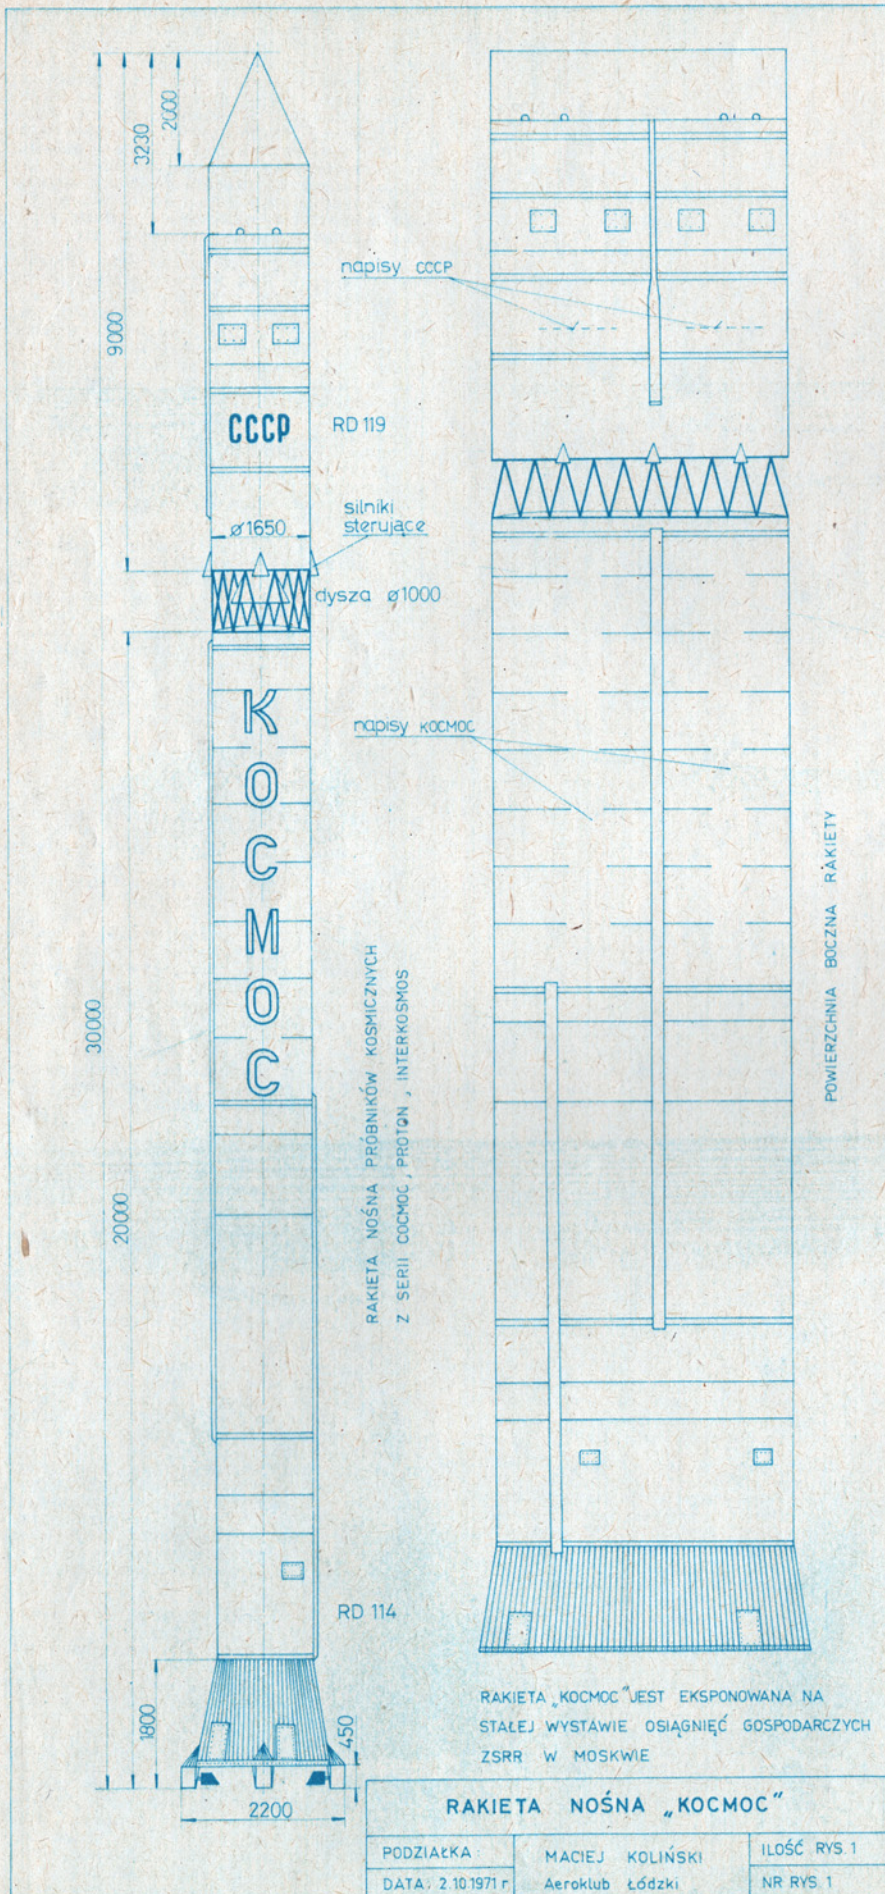 2000
3230
9000
30000
20000
napisy CCCP
CCCP
RD 119
ø1650
silniki
sterujące
dysza ø1000
К
О
С
М
О
С
napisy КОСМОС
RAKIETA NOŚNA PRÓBNIKÓW KOSMICZNYCH
Z SERII COCMOC, PROTON, INTERKOSMOS
POWIERZCHNIA BOCZNA RAKIETY
RD 114
1800
450
2200
RAKIETA „KOCMOC” JEST EKSPONOWANA NA
STAŁEJ WYSTAWIE OSIĄGNIĘĆ GOSPODARCZYCH
ZSRR W MOSKWIE
RAKIETA NOŚNA „KOCMOC”
PODZIAŁKA:
MACIEJ KOLIŃSKI
ILOŚĆ RYS. 1
DATA: 2.10.1971 r
Aeroklub Łódzki
NR RYS. 1